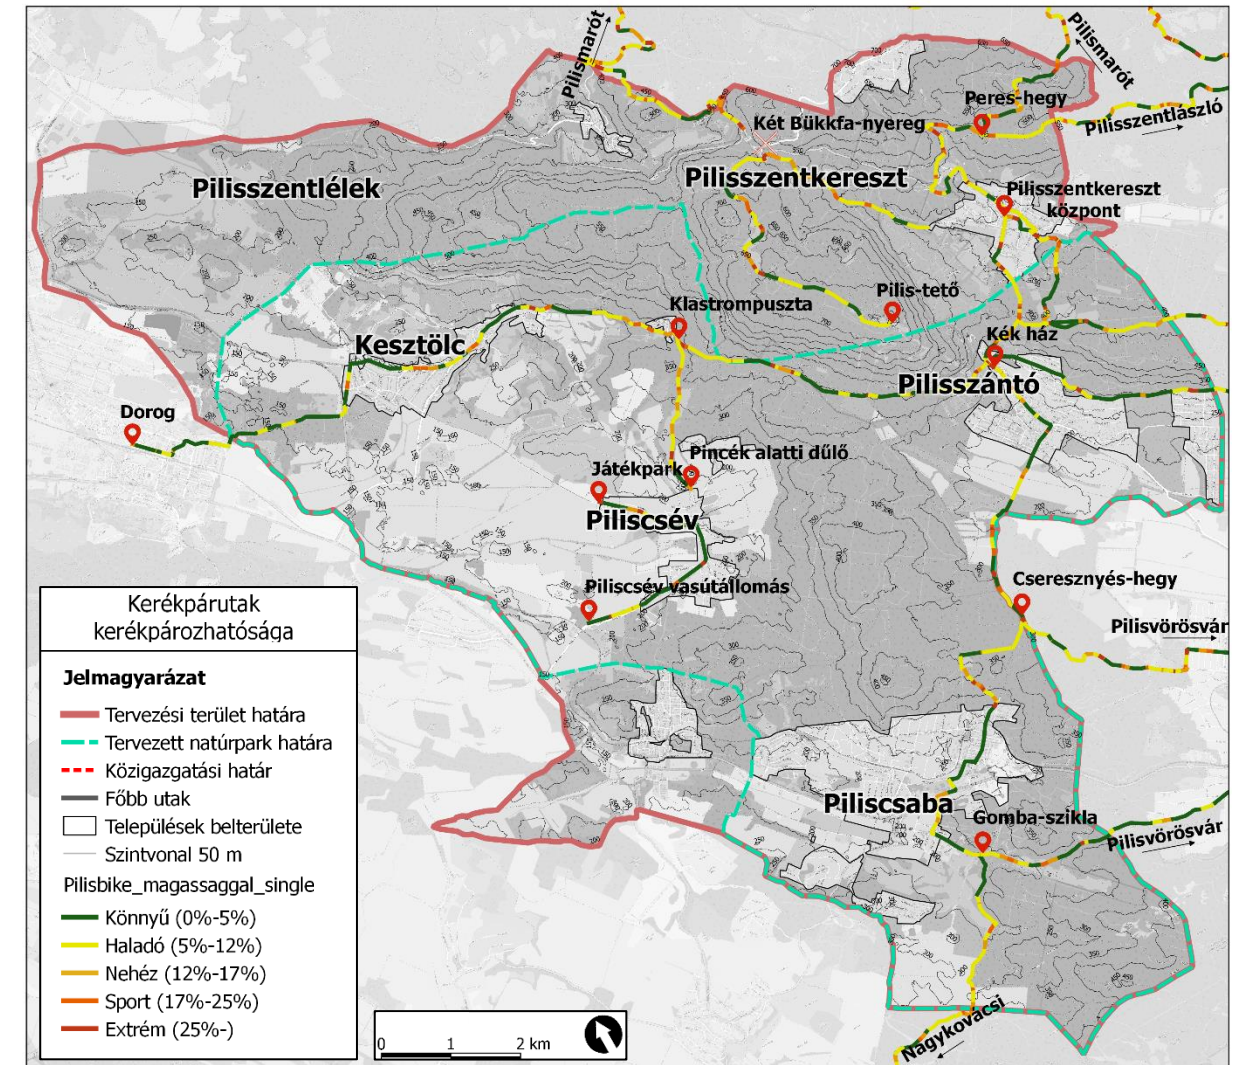 Pilismarót
Pilismarót
Peres-hegy
Két Bükkfa-nyereg
Pilisszentlászló
Pilisszentlélek
Pilisszentkereszt
Pilisszentkereszt
központ
Pilis-tető
Klastrompuszta
Kék ház
Kesztölc
Pilisszántó
Dorog
Pincék alatti dűlő
Játékpark
Piliscsév
Piliscsév vasútállomás
Cseresznyés-hegy
Pilisvörösvár
Piliscsaba
Gomba-szikla
Pilisvörösvár
Nagykovácsi
Kerékpárutak
kerékpározhatósága
Jelmagyarázat
Tervezési terület határa
Tervezett natúrpark határa
Közigazgatási határ
Főbb utak
Települések belterülete
Szintvonal 50 m
Pilisbike_magassaggal_single
Könnyű (0%-5%)
Haladó (5%-12%)
Nehéz (12%-17%)
Sport (17%-25%)
Extrém (25%-)
0 1 2 km